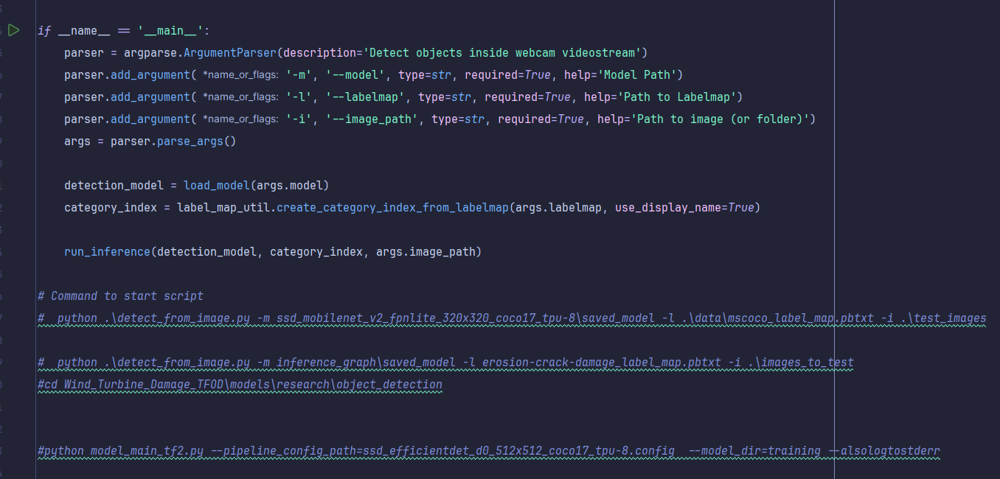 if __name__ == '__main__':
parser = argparse.ArgumentParser(description='Detect objects inside webcam videostream')
parser.add_argument( *name_or_flags: '-m', '--model', type=str, required=True, help='Model Path')
parser.add_argument( *name_or_flags: '-l', '--labelmap', type=str, required=True, help='Path to Labelmap')
parser.add_argument( *name_or_flags: '-i', '--image_path', type=str, required=True, help='Path to image (or folder)')
args = parser.parse_args()
detection_model = load_model(args.model)
category_index = label_map_util.create_category_index_from_labelmap(args.labelmap, use_display_name=True)
run_inference(detection_model, category_index, args.image_path)
# Command to start script
#  python .\detect_from_image.py -m ssd_mobilenet_v2_fpnlite_320x320_coco17_tpu-8\saved_model -l .\data\mscoco_label_map.pbtxt -i .\test_images
#  python .\detect_from_image.py -m inference_graph\saved_model -l erosion-crack-damage_label_map.pbtxt -i .\images_to_test
#cd Wind_Turbine_Damage_TFOD\models\research\object_detection
#python model_main_tf2.py --pipeline_config_path=ssd_efficientdet_d0_512x512_coco17_tpu-8.config  --model_dir=training --alsologtostderr